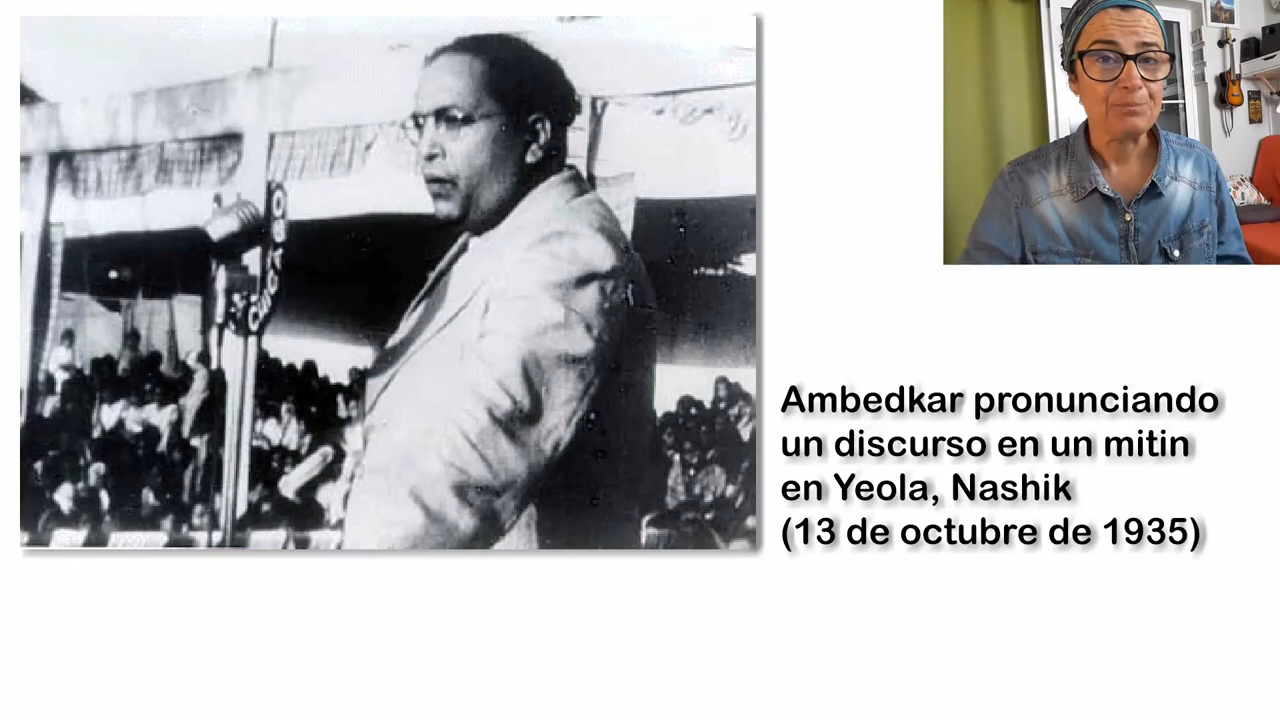 Ambedkar pronunciando
un discurso en un mitin
en Yeola, Nashik
(13 de octubre de 1935)